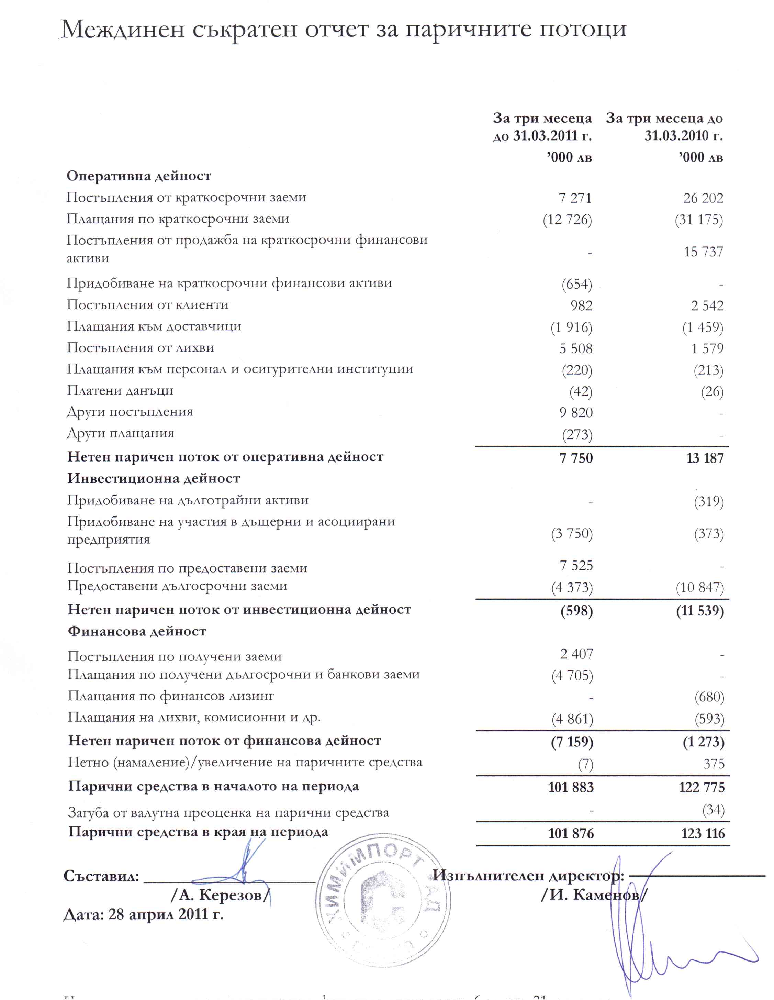 Междинен съкратен отчет за паричните потоци
За три месеца до 31.03.2011 г. За три месеца до 31.03.2010 г.
’000 лв ’000 лв
Оперативна дейност
Постъпления от краткосрочни заеми 7 271 26 202
Плащания по краткосрочни заеми (12 726) (31 175)
Постъпления от продажба на краткосрочни финансови
активи - 15 737
Придобиване на краткосрочни финансови активи (654) -
Постъпления от клиенти 982 2 542
Плащания към доставчици (1 916) (1 459)
Постъпления от лихви 5 508 1 579
Плащания към персонал и осигурителни институции (220) (213)
Платени данъци (42) (26)
Други постъпления 9 820 -
Други плащания (273) -
Нетен паричен поток от оперативна дейност 7 750 13 187
Инвестиционна дейност
Придобиване на дълготрайни активи - (319)
Придобиване на участия в дъщерни и асоциирани
предприятия (3 750) (373)
Постъпления по предоставени заеми 7 525 -
Предоставени дългосрочни заеми (4 373) (10 847)
Нетен паричен поток от инвестиционна дейност (598) (11 539)
Финансова дейност
Постъпления по получени заеми 2 407 -
Плащания по получени дългосрочни и банкови заеми (4 705) -
Плащания по финансов лизинг - (680)
Плащания на лихви, комисионни и др. (4 861) (593)
Нетен паричен поток от финансова дейност (7 159) (1 273)
Нетно (намаление)/увеличение на паричните средства (7) 375
Парични средства в началото на периода 101 883 122 775
Загуба от валутна преоценка на парични средства - (34)
Парични средства в края на периода 101 876 123 116
Съставил: Изпълнителен директор:
/А. Керезов/ /И. Каменов/
Дата: 28 април 2011 г.
ХИМИМПОРТ АД